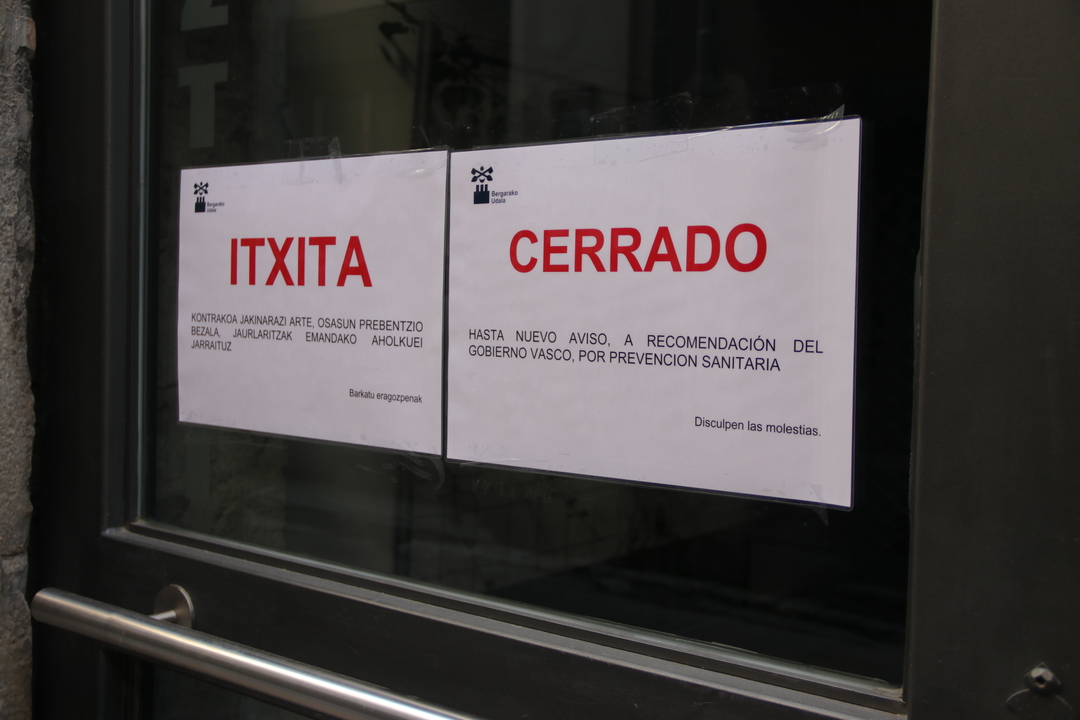 Z
T
Bergarako
Udala
ITXITA
KONTRAKOA JAKINARAZI ARTE, OSASUN PREBENTZIO
BEZALA, JAURLARITZAK EMANDAKO AHOLKUEI
JARRAITUZ
Barkatu eragozpenak
Bergarako
Udala
CERRADO
HASTA NUEVO AVISO, A RECOMENDACIÓN DEL
GOBIERNO VASCO, POR PREVENCION SANITARIA
Disculpen las molestias.